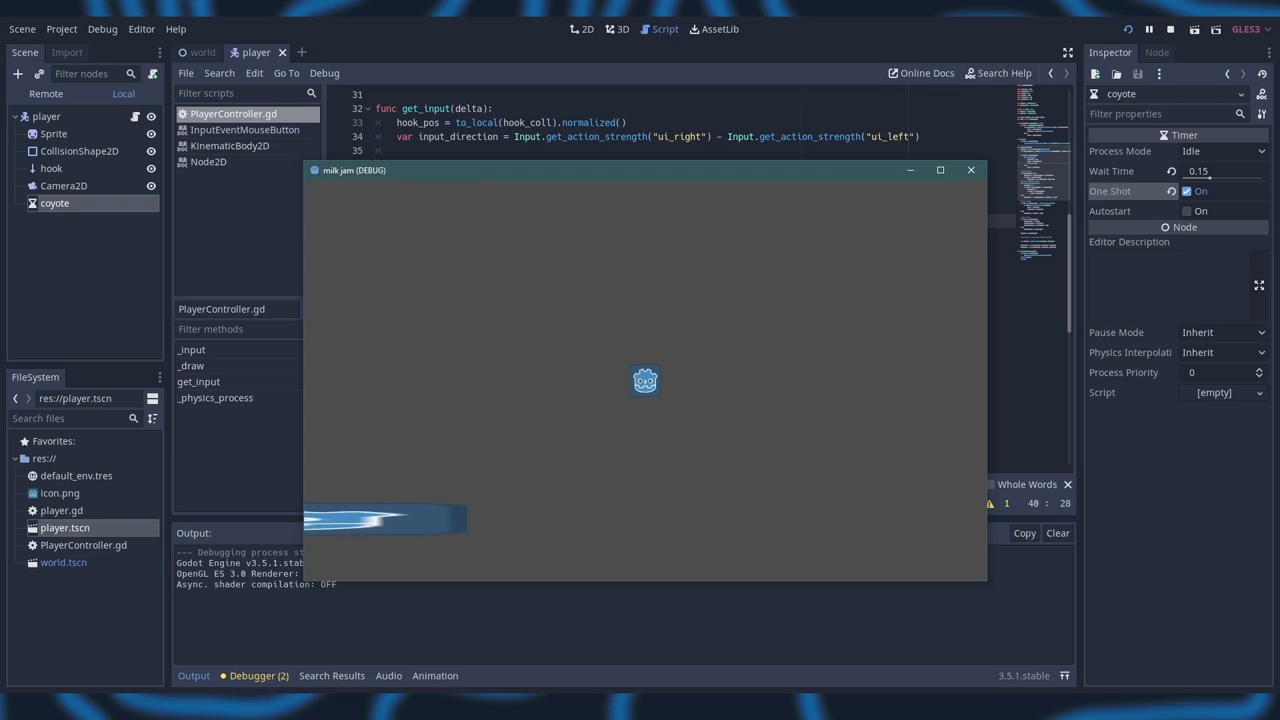 Scene Project Debug Editor Help
2D 3D Script AssetLib
GLES3
Scene Import
Filter nodes
Remote Local
player
Sprite
CollisionShape2D
hook
Camera2D
coyote
FileSystem
res://player.tscn
Search files
Favorites:
res://
default_env.tres
icon.png
player.gd
player.tscn
PlayerController.gd
world.tscn
world player
File Search Edit Go To Debug
Online Docs Search Help
Filter scripts
PlayerController.gd
InputEventMouseButton
KinematicBody2D
Node2D
PlayerController.gd
Filter methods
_input
_draw
get_input
_physics_process
31
32 func get_input(delta):
33 hook_pos = to_local(hook_coll).normalized()
34 var input_direction = Input.get_action_strength("ui_right") - Input.get_action_strength("ui_left")
35
milk jam (DEBUG)
Whole Words
1 40 : 28
Output:
Copy Clear
--- Debugging process st
Godot Engine v3.5.1.stab
OpenGL ES 3.0 Renderer:
Async. shader compilation: OFF
Output Debugger (2) Search Results Audio Animation
3.5.1.stable
Inspector Node
coyote
Filter properties
Timer
Process Mode Idle
Wait Time 0.15
One Shot On
Autostart On
Node
Editor Description
Pause Mode Inherit
Physics Interpolati Inherit
Process Priority 0
Script [empty]